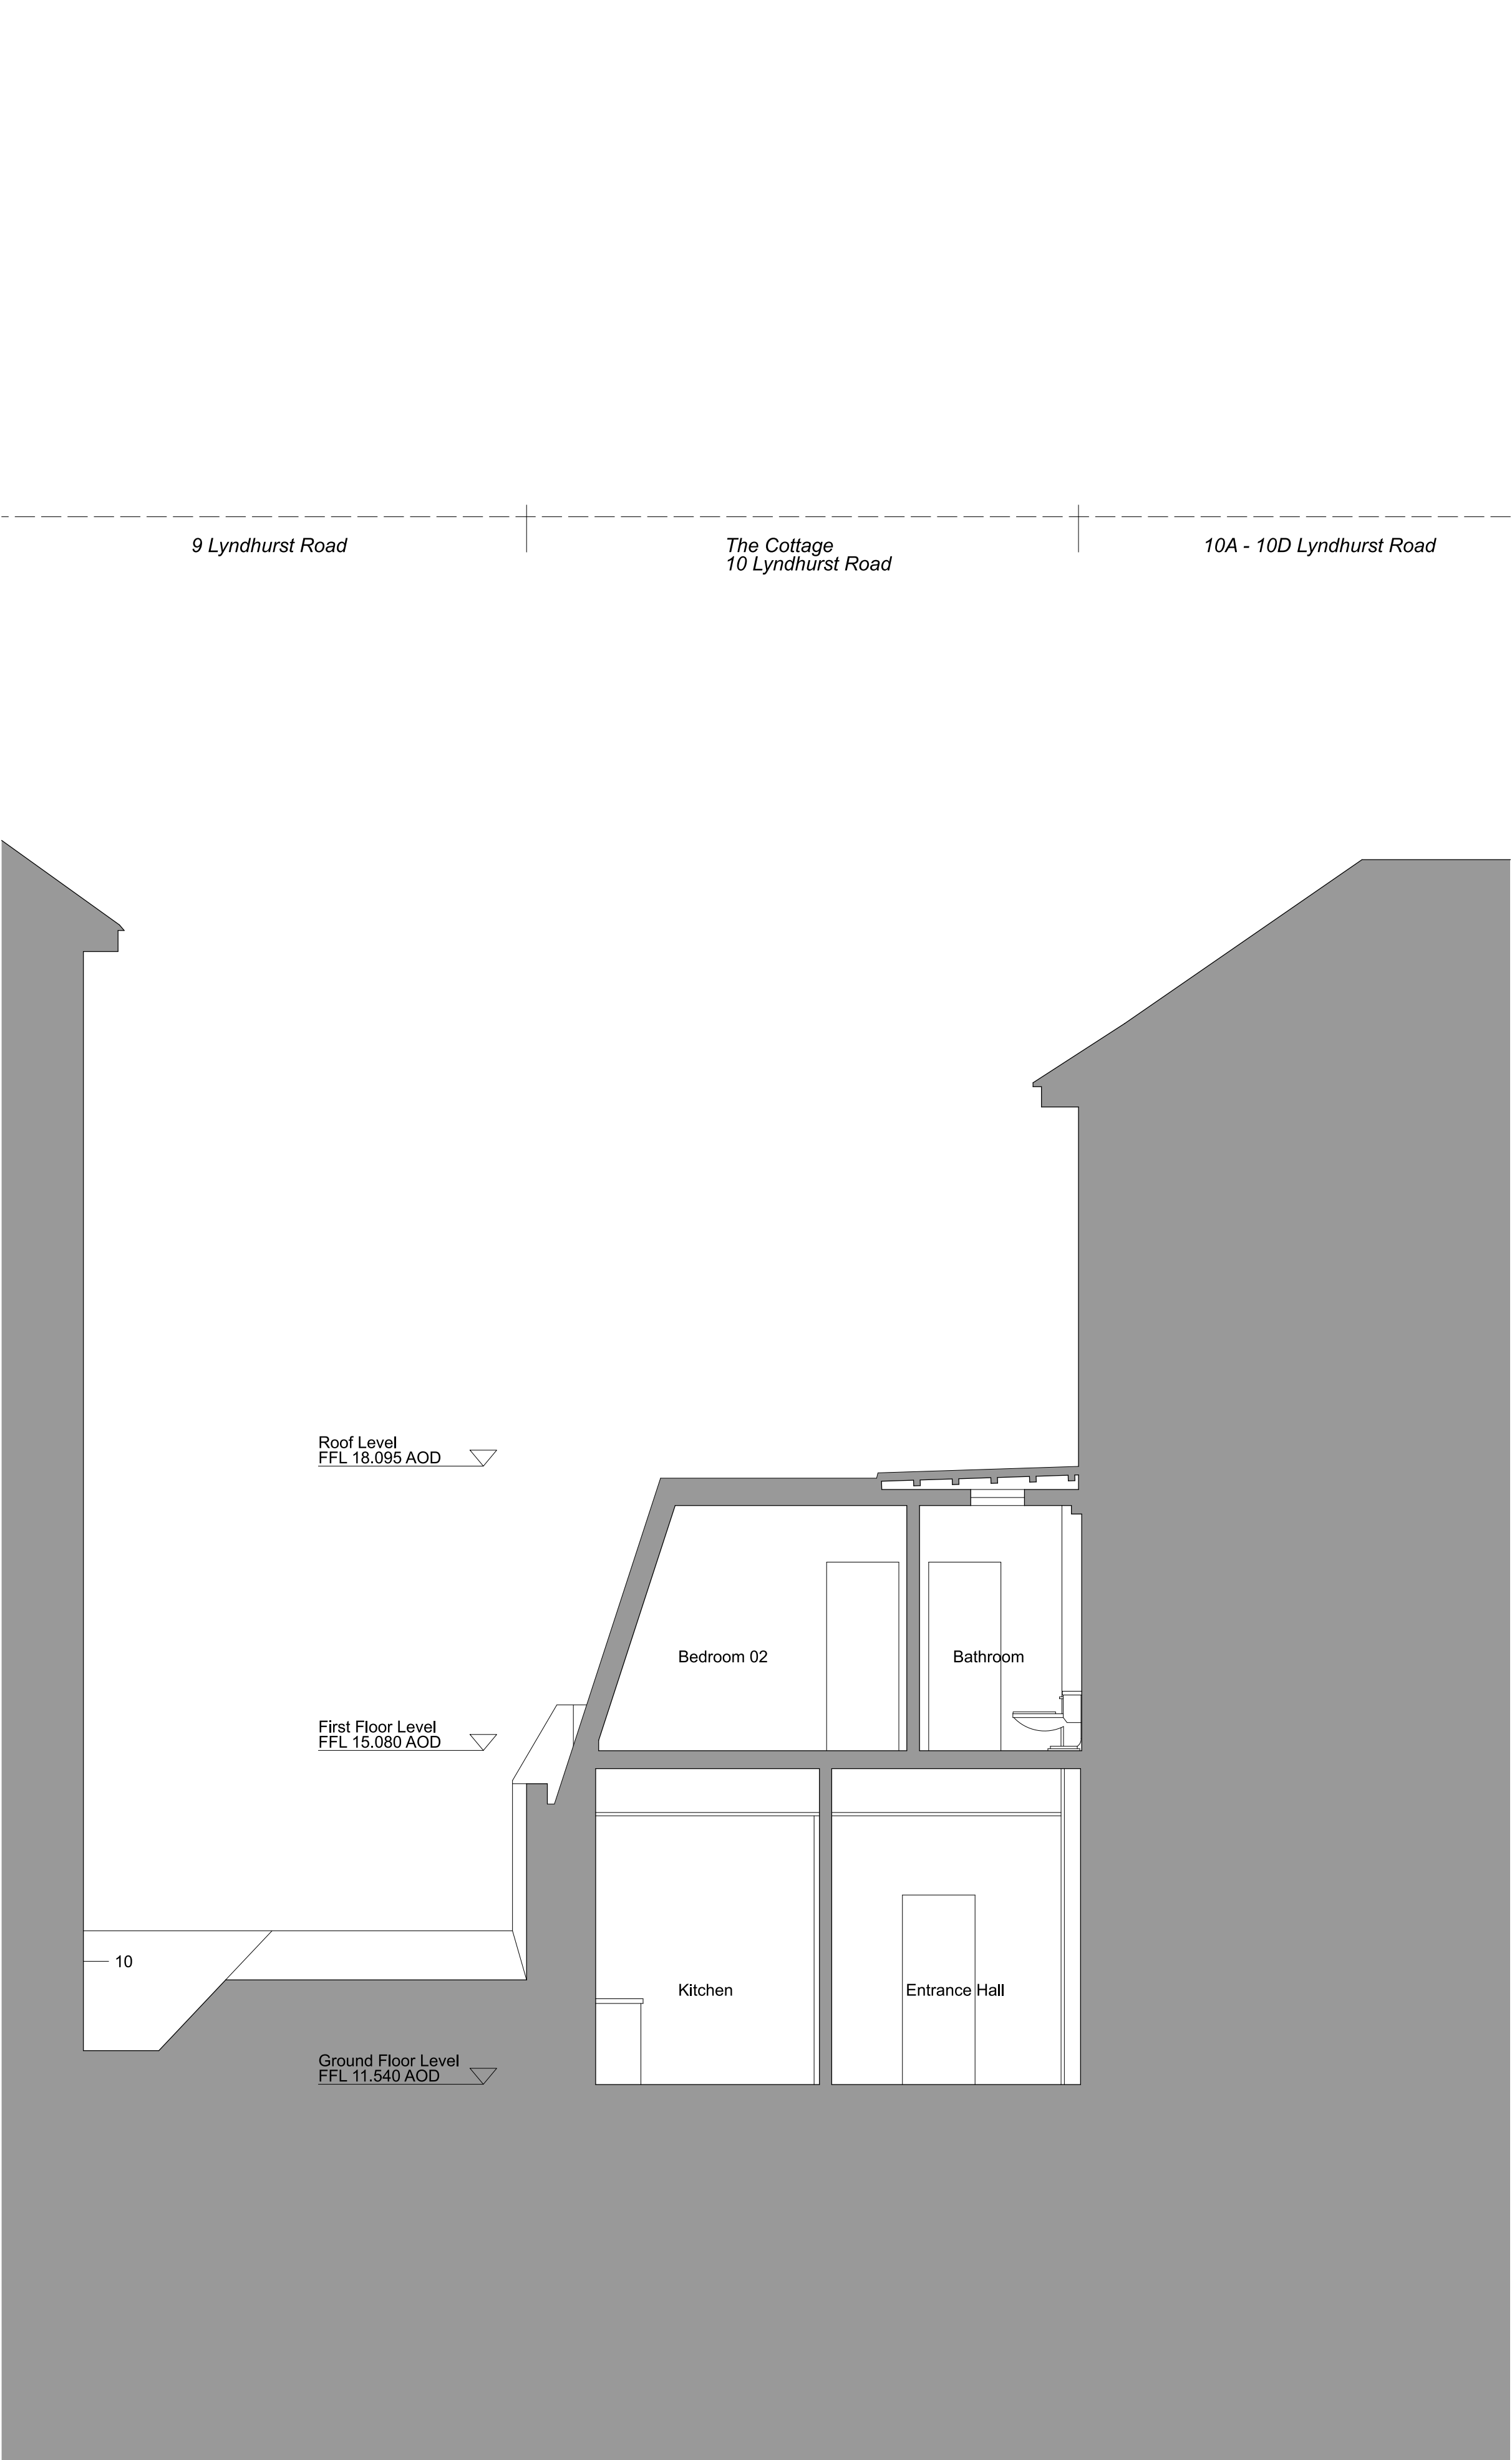 9 Lyndhurst Road
The Cottage
10 Lyndhurst Road
10A - 10D Lyndhurst Road
Roof Level
FFL 18.095 AOD
Bedroom 02
Bathroom
First Floor Level
FFL 15.080 AOD
10
Kitchen
Entrance Hall
Ground Floor Level
FFL 11.540 AOD